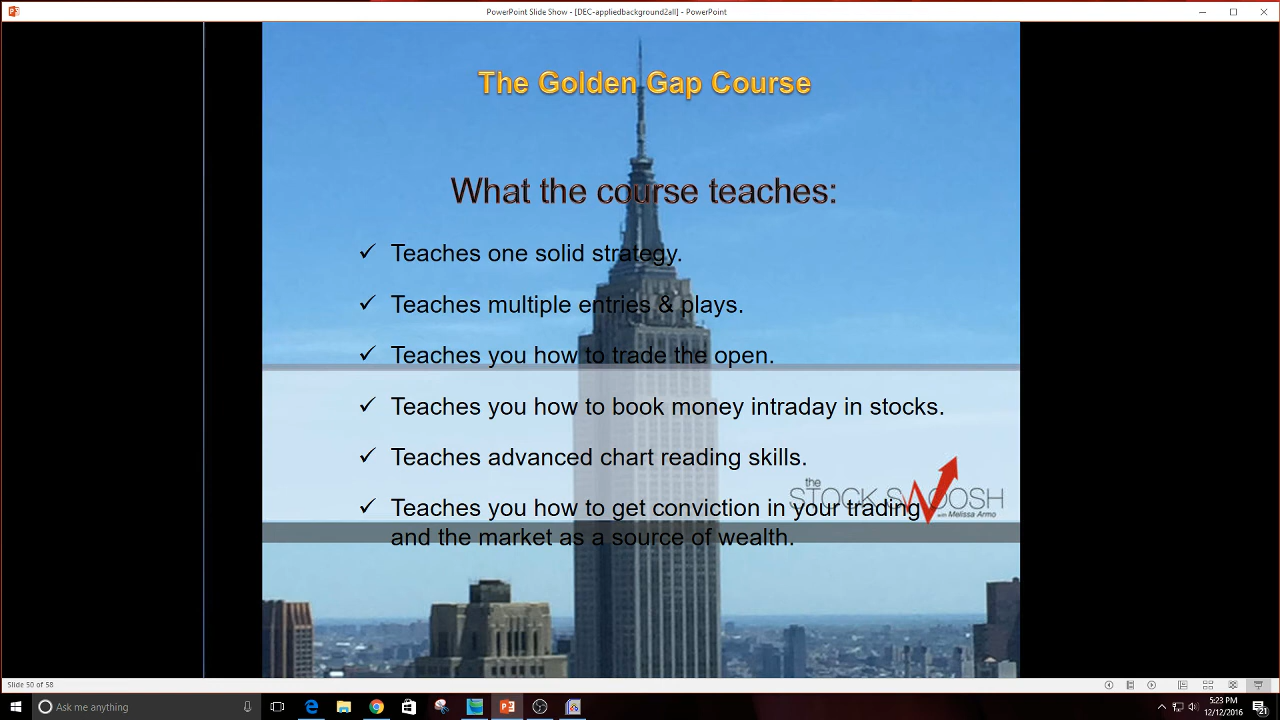 PowerPoint Slide Show - [DEC-appliedbackground2all] - PowerPoint
The Golden Gap Course
What the course teaches:
✓ Teaches one solid strategy.
✓ Teaches multiple entries & plays.
✓ Teaches you how to trade the open.
✓ Teaches you how to book money intraday in stocks.
✓ Teaches advanced chart reading skills.
the
STOCK SWOOSH
with Melissa Armo
✓ Teaches you how to get conviction in your trading
and the market as a source of wealth.
Slide 50 of 58
Ask me anything
5:23 PM
12/12/2016